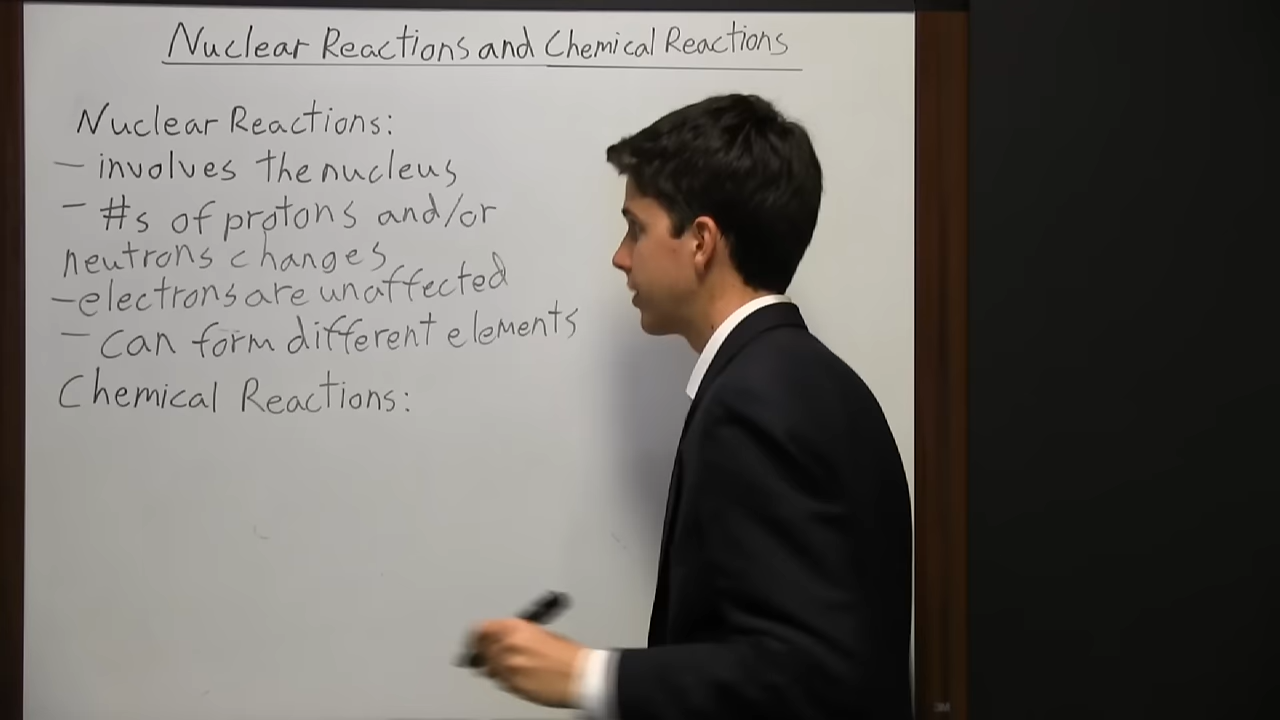 Nuclear Reactions and Chemical Reactions
Nuclear Reactions:
- involves the nucleus
- #s of protons and/or
neutrons changes
- electrons are unaffected
- can form different elements
Chemical Reactions:
3M